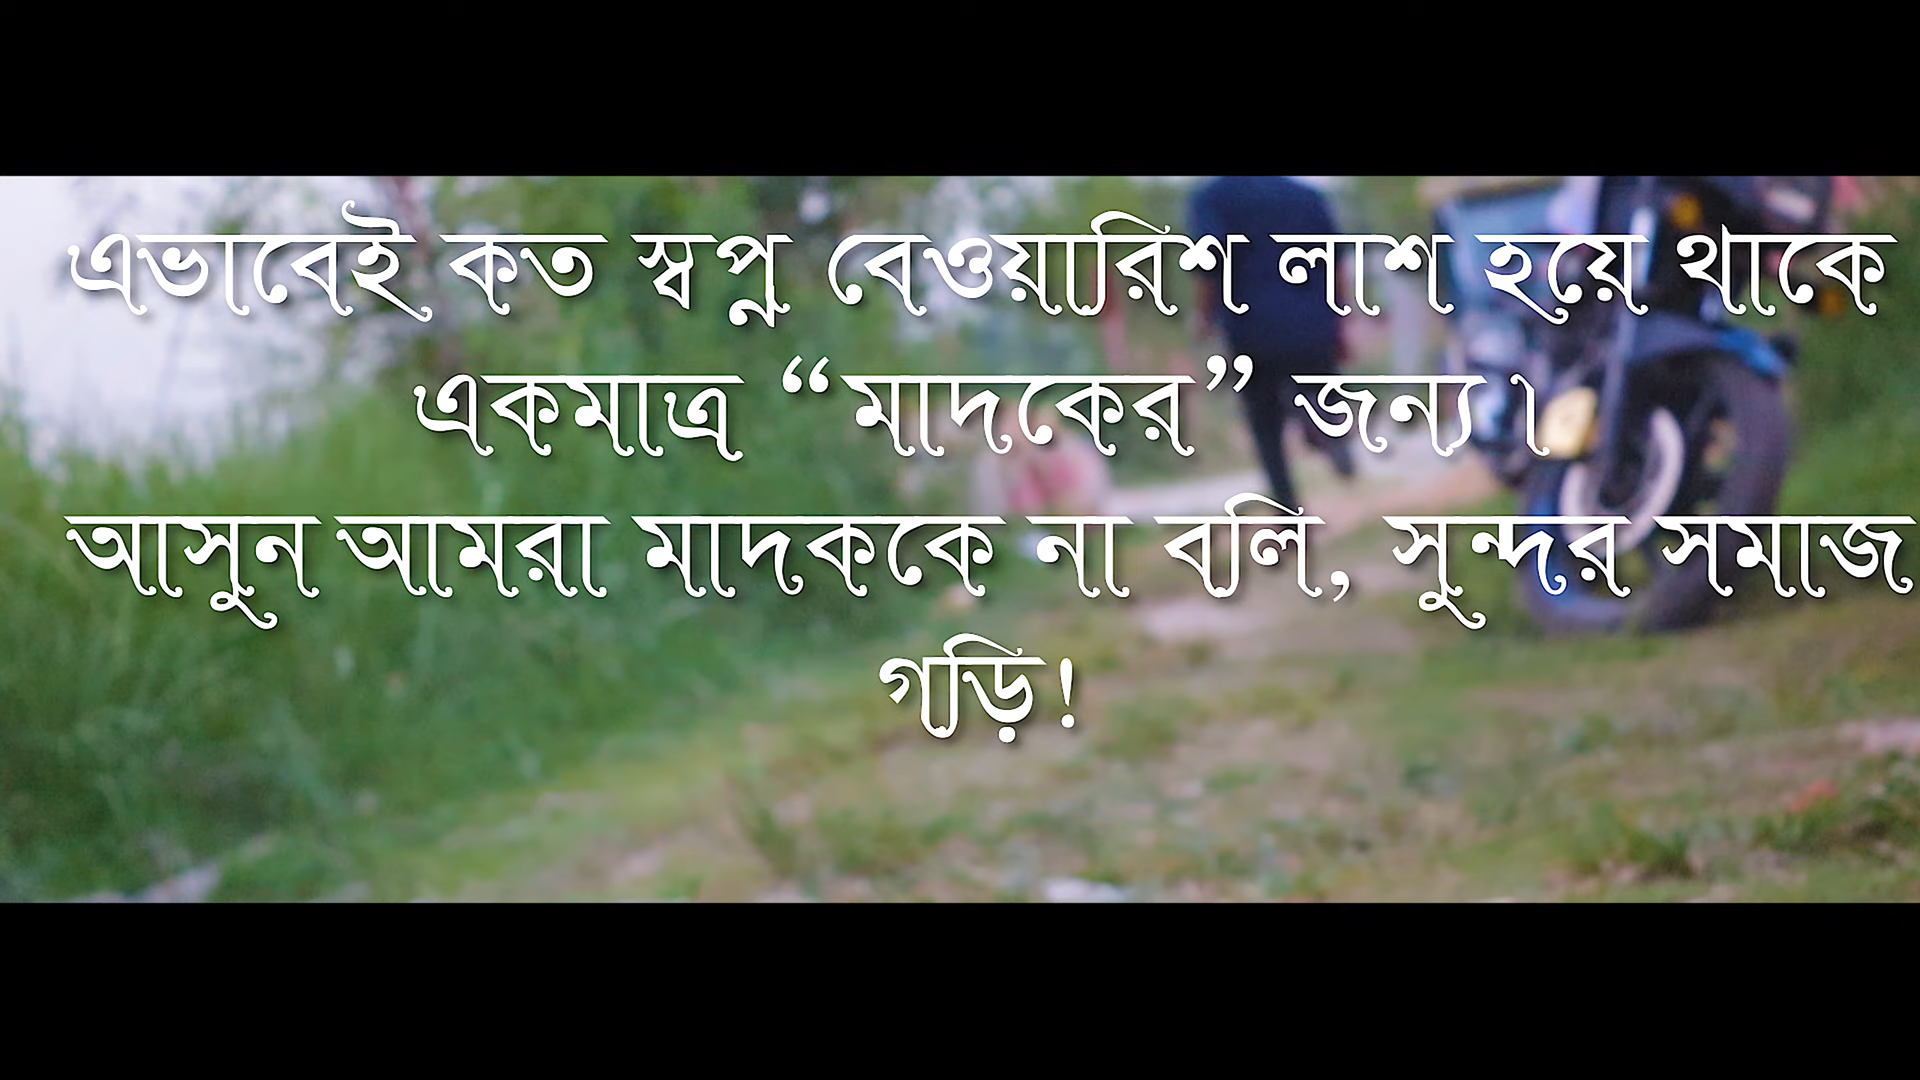 এভাবেই কত স্বপ্ন বেওয়ারিশ লাশ হয়ে থাকে
একমাত্র “মাদকের” জন্য।
আসুন আমরা মাদককে না বলি, সুন্দর সমাজ
গড়ি!